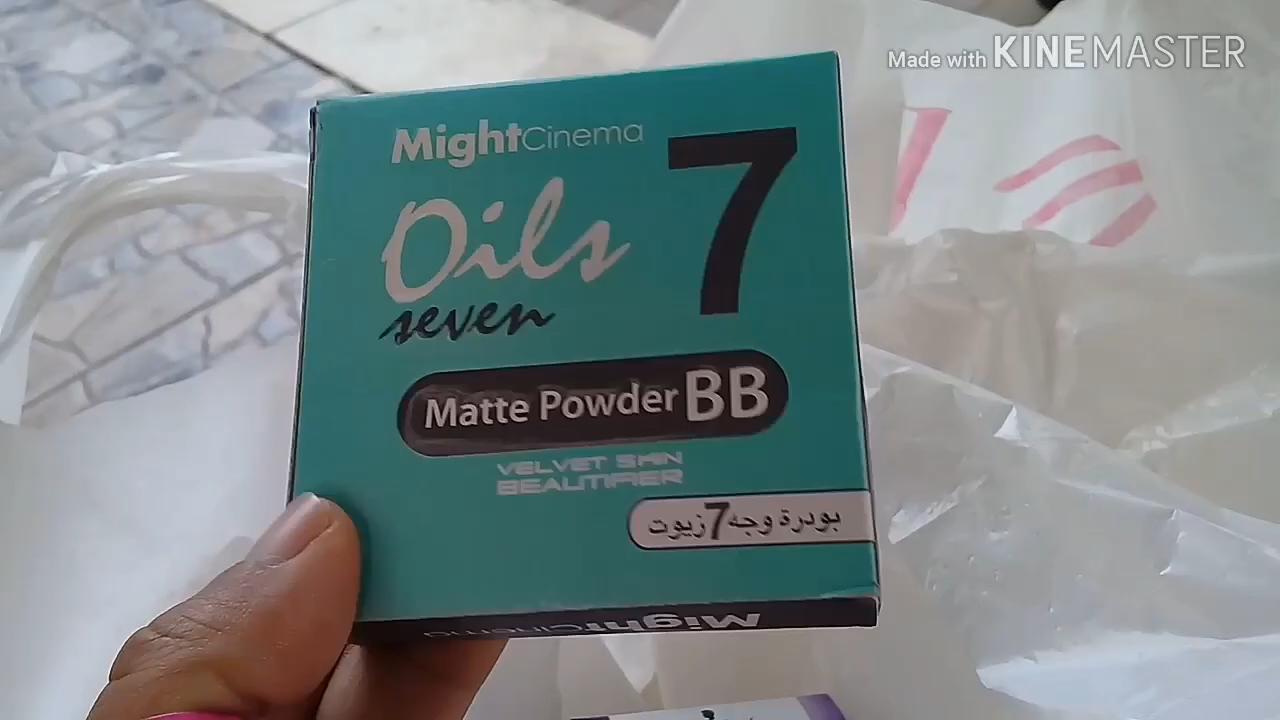 Made with KINEMASTER
MightCinema
7
Oils
seven
Matte Powder BB
VELVET SKIN
BEAUTIFIER
بودرة وجه 7 زيوت
MightCinema